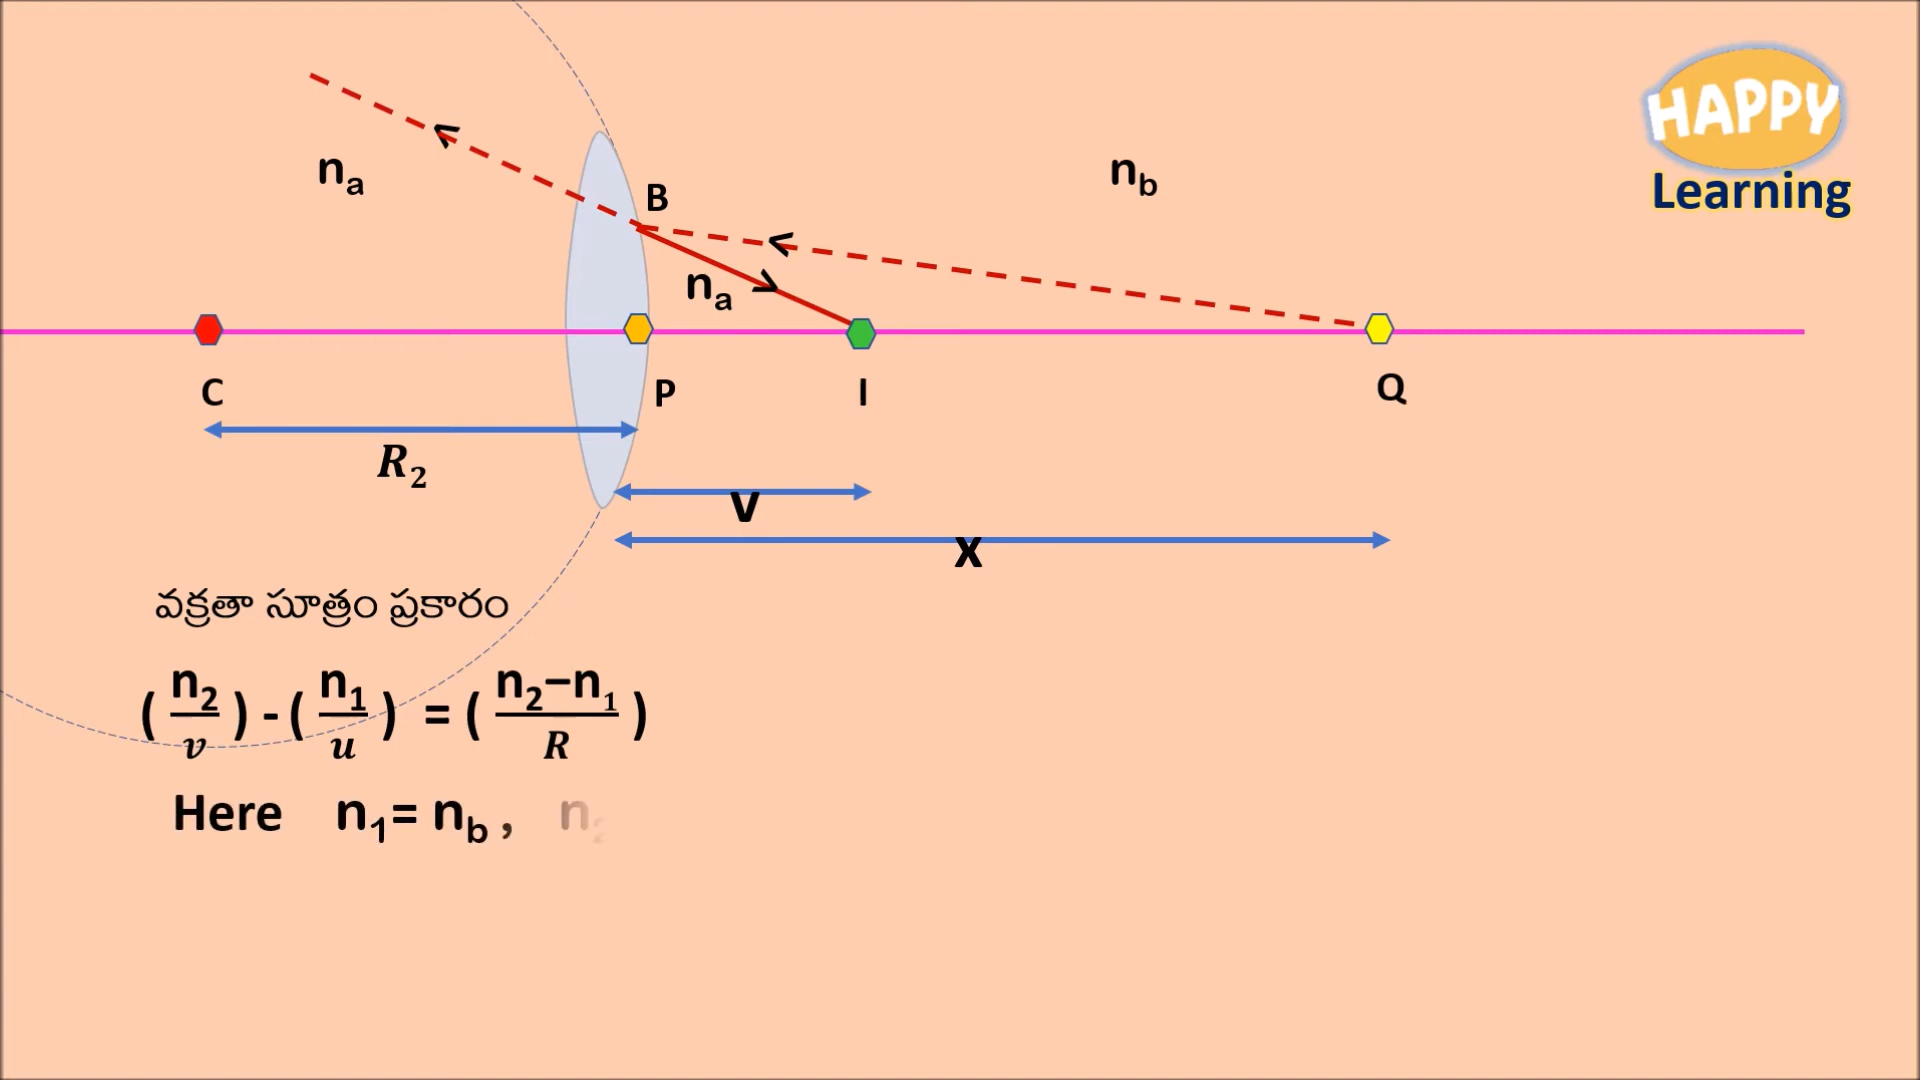 HAPPY
Learning
nₐ
n_b
B
nₐ
C
P
I
Q
R₂
v
x
వక్రతా సూత్రం ప్రకారం
(n₂/v) - (n₁/u) = (n₂−n₁/R)
Here n₁= n_b ,